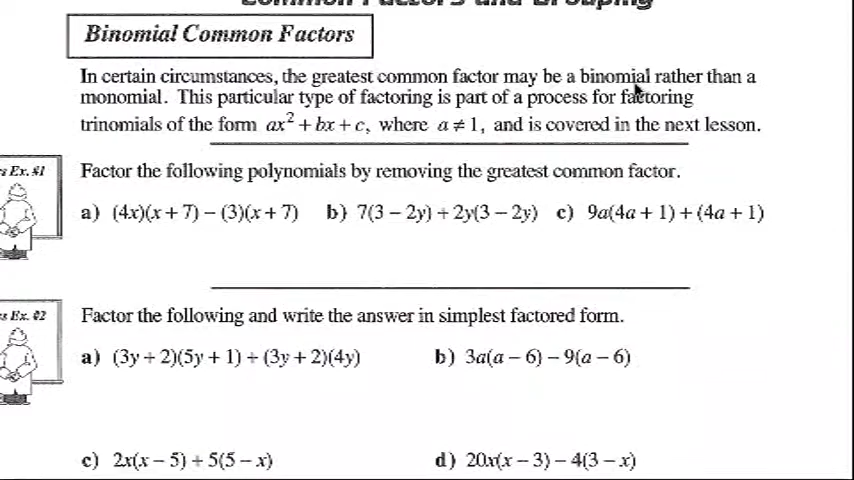 Common Factors and Grouping
Binomial Common Factors
In certain circumstances, the greatest common factor may be a binomial rather than a
monomial. This particular type of factoring is part of a process for factoring
trinomials of the form ax² + bx + c, where a ≠ 1, and is covered in the next lesson.
s Ex. #1
Factor the following polynomials by removing the greatest common factor.
a) (4x)(x + 7) − (3)(x + 7) b) 7(3 − 2y) + 2y(3 − 2y) c) 9a(4a + 1) + (4a + 1)
s Ex. #2
Factor the following and write the answer in simplest factored form.
a) (3y + 2)(5y + 1) + (3y + 2)(4y) b) 3a(a − 6) − 9(a − 6)
c) 2x(x − 5) + 5(5 − x) d) 20x(x − 3) − 4(3 − x)